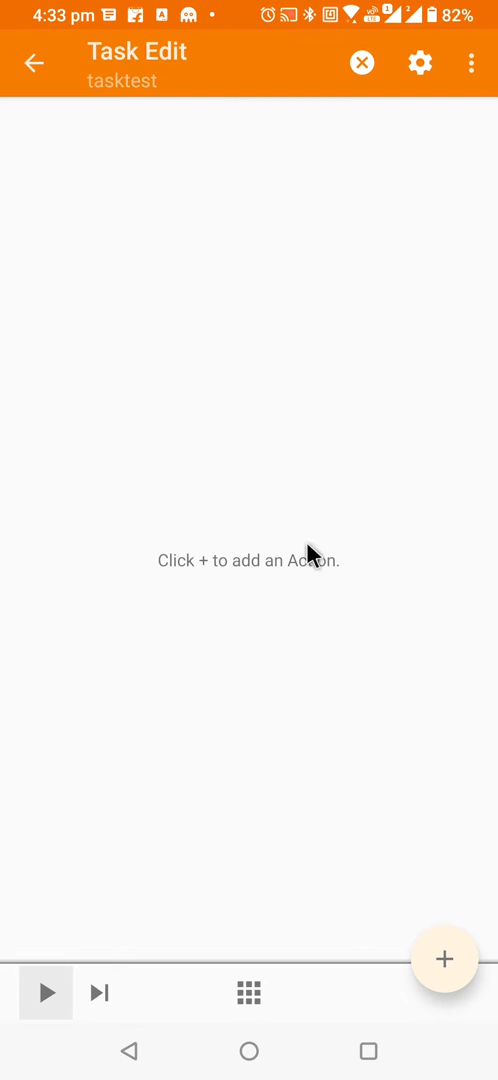 4:33 pm 82%
Task Edit
tasktest
Click + to add an Action.